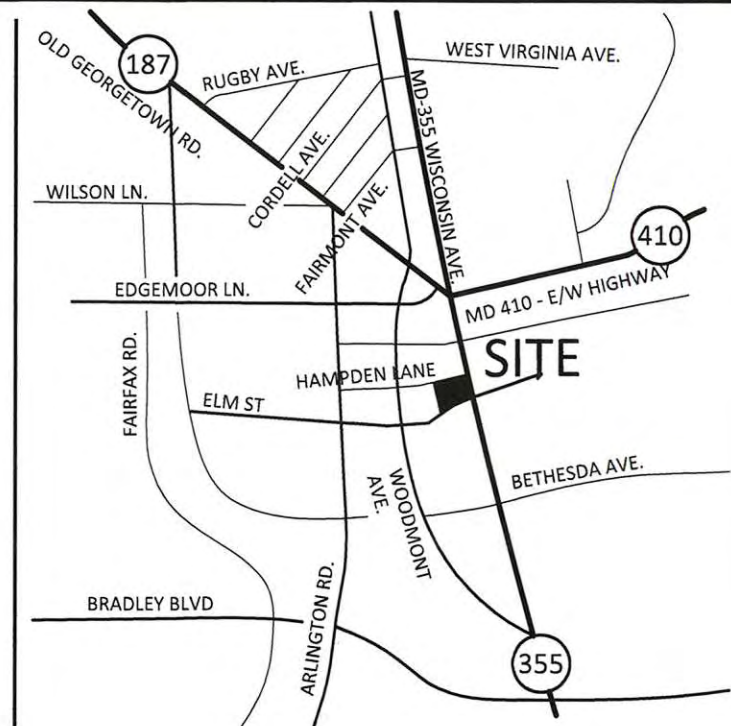 187
OLD GEORGETOWN RD.
RUGBY AVE.
WEST VIRGINIA AVE.
MD-355 WISCONSIN AVE.
CORDELL AVE.
WILSON LN.
FAIRMONT AVE.
410
EDGEMOOR LN.
MD 410 - E/W HIGHWAY
FAIRFAX RD.
SITE
HAMPDEN LANE
ELM ST
BETHESDA AVE.
WOODMONT
AVE.
BRADLEY BLVD
ARLINGTON RD.
355